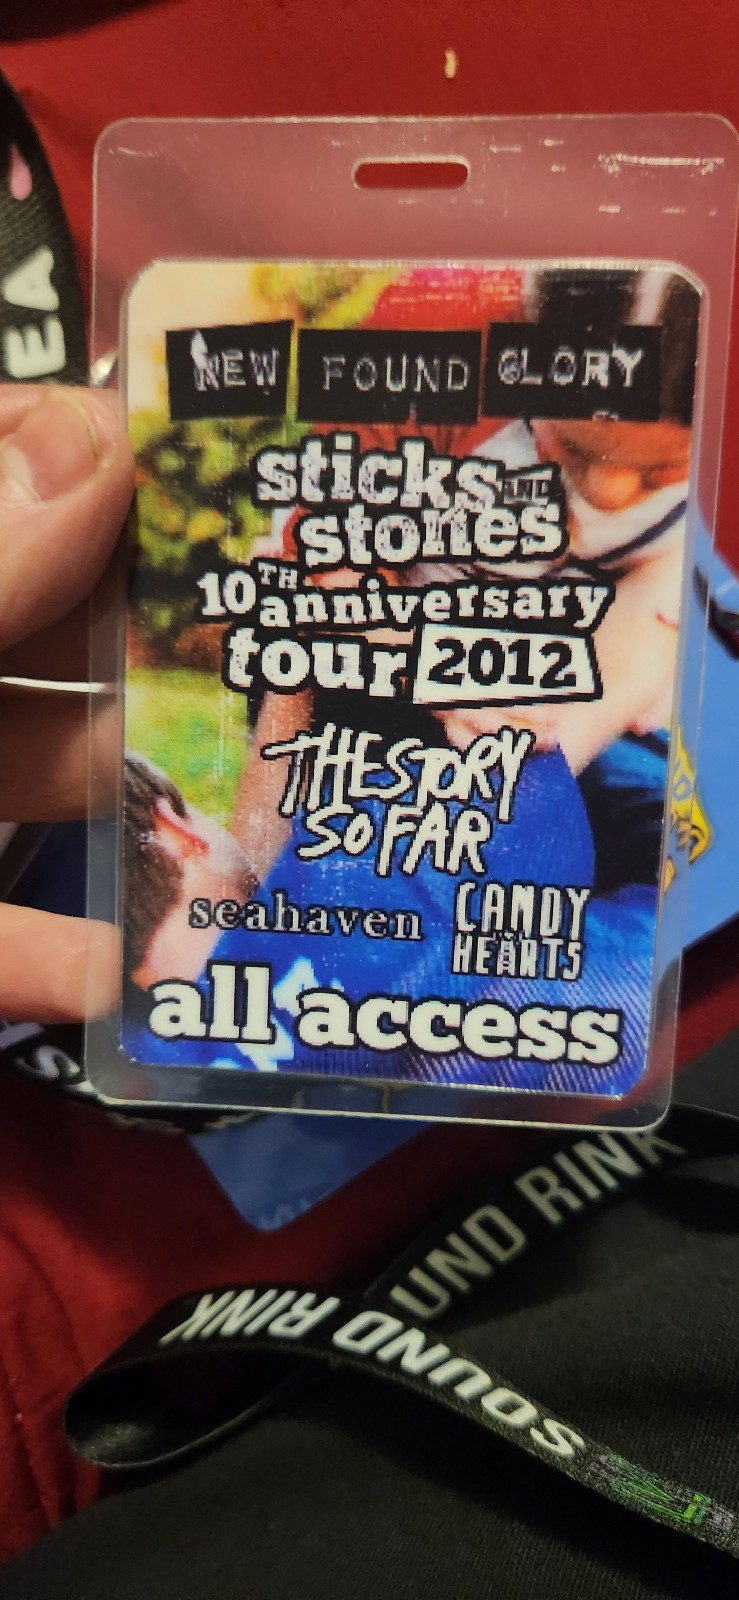 EA
NEW FOUND GLORY
sticks AND
stones
10TH anniversary
tour 2012
THE STORY
SO FAR
seahaven CANDY
HEARTS
all access
UND RINK
SOUND RINK